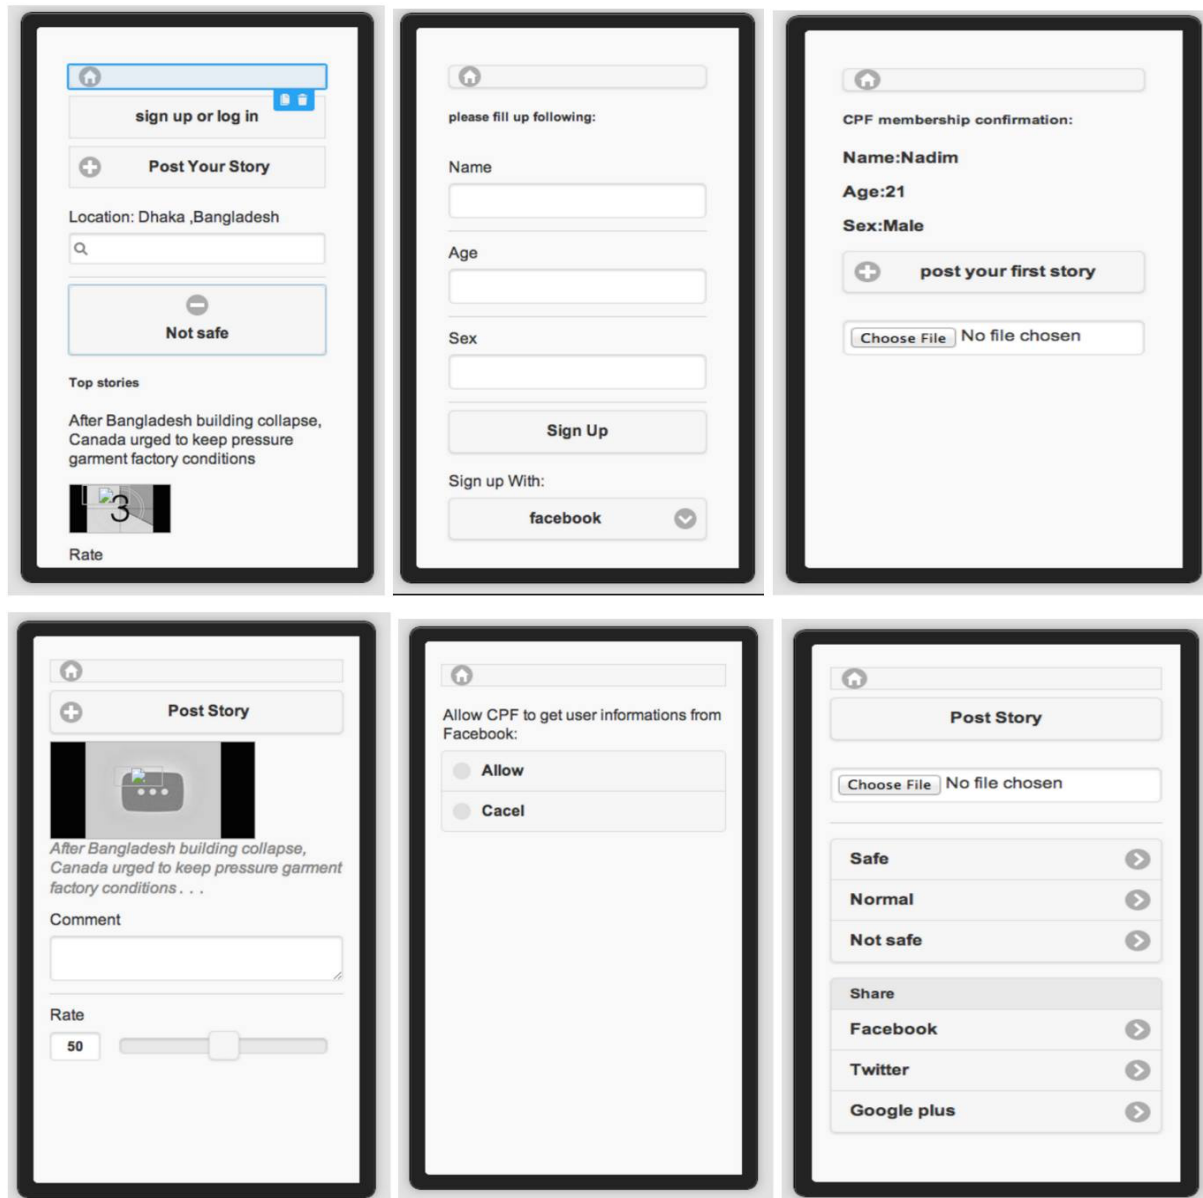 sign up or log in
Post Your Story
Location: Dhaka ,Bangladesh
Not safe
Top stories
After Bangladesh building collapse,
Canada urged to keep pressure
garment factory conditions
3
Rate
please fill up following:
Name
Age
Sex
Sign Up
Sign up With:
facebook
CPF membership confirmation:
Name:Nadim
Age:21
Sex:Male
post your first story
Choose File No file chosen
Post Story
After Bangladesh building collapse,
Canada urged to keep pressure garment
factory conditions . . .
Comment
Rate
50
Allow CPF to get user informations from
Facebook:
Allow
Cacel
Post Story
Choose File No file chosen
Safe
Normal
Not safe
Share
Facebook
Twitter
Google plus